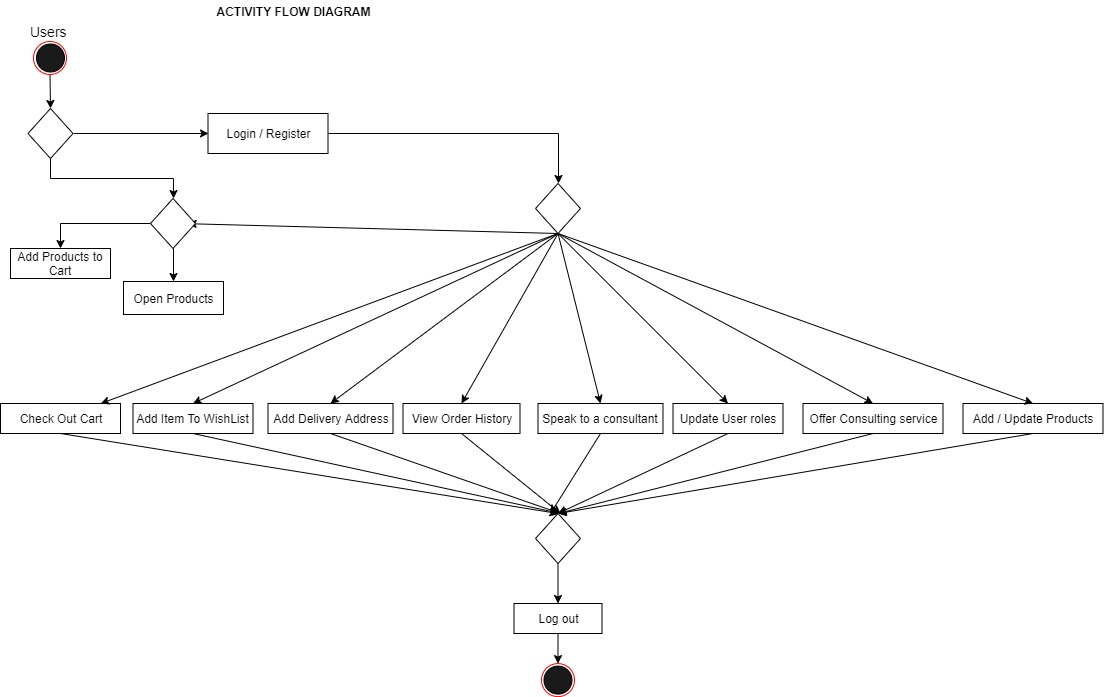 ACTIVITY FLOW DIAGRAM
Users
Login / Register
Add Products to
Cart
Open Products
Check Out Cart
Add Item To WishList
Add Delivery Address
View Order History
Speak to a consultant
Update User roles
Offer Consulting service
Add / Update Products
Log out